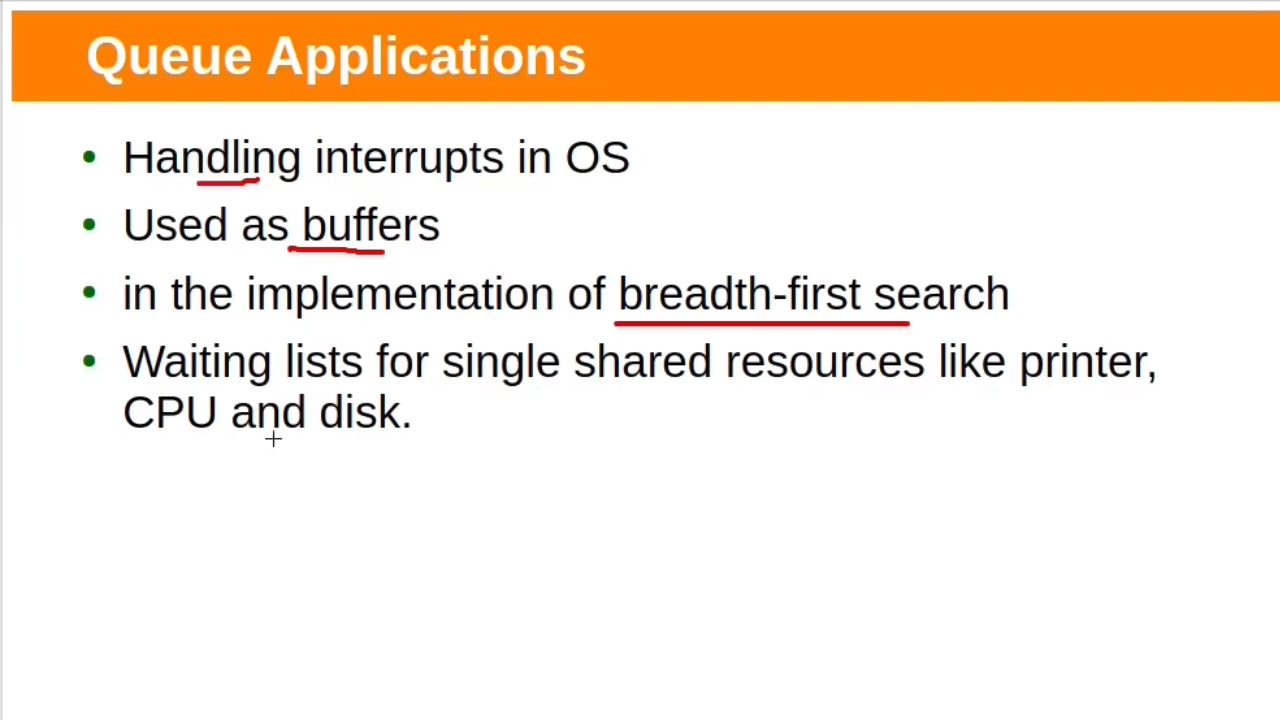 Queue Applications
• Handling interrupts in OS
• Used as buffers
• in the implementation of breadth-first search
• Waiting lists for single shared resources like printer,
CPU and disk.